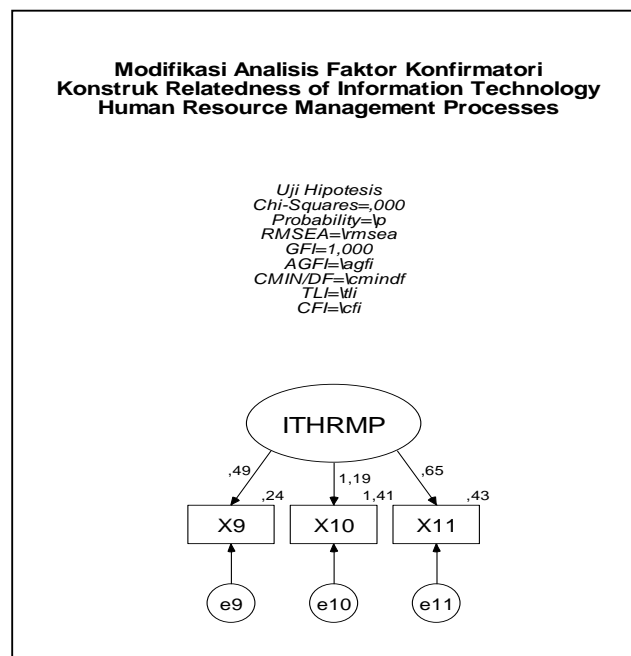 Modifikasi Analisis Faktor Konfirmatori
Konstruk Relatedness of Information Technology
Human Resource Management Processes
Uji Hipotesis
Chi-Squares=,000
Probability=\p
RMSEA=\rmsea
GFI=1,000
AGFI=\agfi
CMIN/DF=\cmindf
TLI=\tli
CFI=\cfi
ITHRMP
,49 1,19 ,65
,24 1,41 ,43
X9 X10 X11
e9 e10 e11